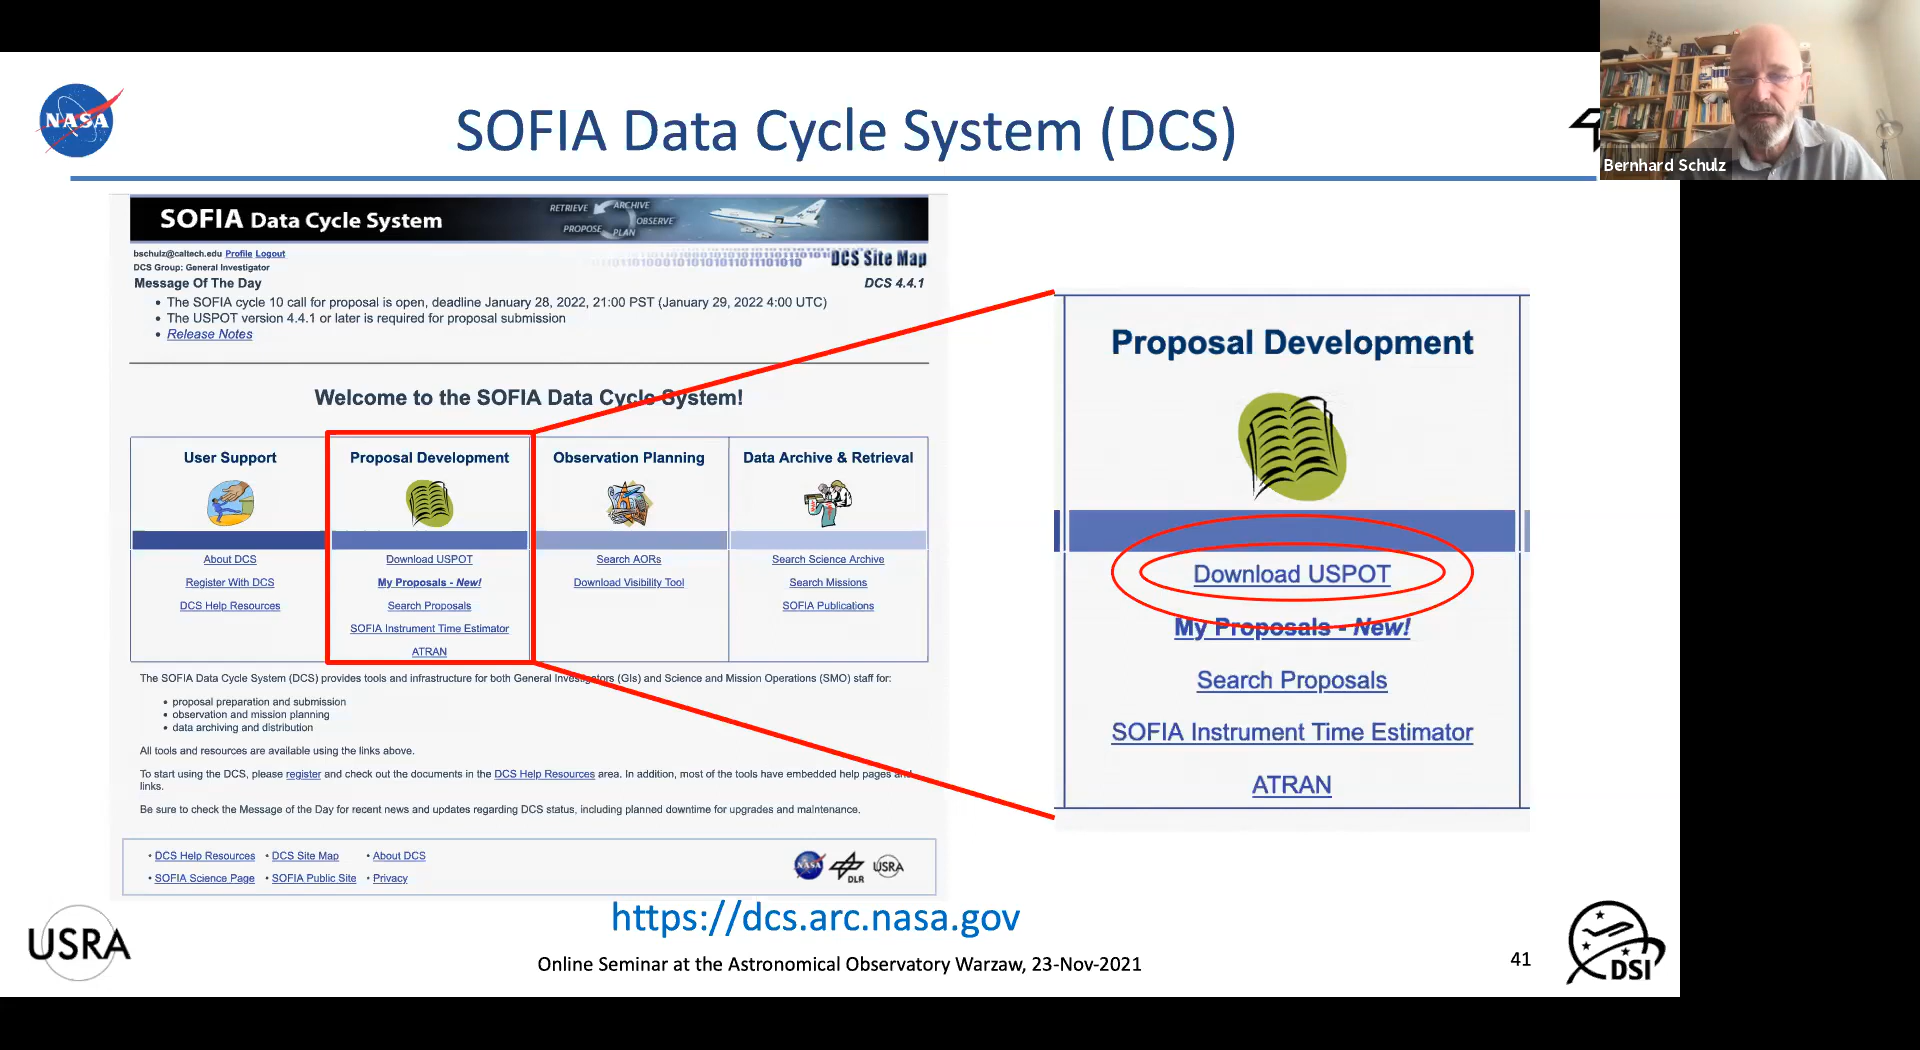 NASA
SOFIA Data Cycle System (DCS)
Bernhard Schulz
SOFIA Data Cycle System
RETRIEVE ARCHIVE
OBSERVE
PROPOSE PLAN
bschulz@caltech.edu Profile Logout
DCS Group: General Investigator
DCS Site Map
Message Of The Day
DCS 4.4.1
• The SOFIA cycle 10 call for proposal is open, deadline January 28, 2022, 21:00 PST (January 29, 2022 4:00 UTC)
• The USPOT version 4.4.1 or later is required for proposal submission
• Release Notes
Welcome to the SOFIA Data Cycle System!
User Support
About DCS
Register With DCS
DCS Help Resources
Proposal Development
Download USPOT
My Proposals - New!
Search Proposals
SOFIA Instrument Time Estimator
ATRAN
Observation Planning
Search AORs
Download Visibility Tool
Data Archive & Retrieval
Search Science Archive
Search Missions
SOFIA Publications
The SOFIA Data Cycle System (DCS) provides tools and infrastructure for both General Investigators (GIs) and Science and Mission Operations (SMO) staff for:
• proposal preparation and submission
• observation and mission planning
• data archiving and distribution
All tools and resources are available using the links above.
To start using the DCS, please register and check out the documents in the DCS Help Resources area. In addition, most of the tools have embedded help pages and
links.
Be sure to check the Message of the Day for recent news and updates regarding DCS status, including planned downtime for upgrades and maintenance.
• DCS Help Resources • DCS Site Map • About DCS
• SOFIA Science Page • SOFIA Public Site • Privacy
NASA DLR USRA
Proposal Development
Download USPOT
My Proposals - New!
Search Proposals
SOFIA Instrument Time Estimator
ATRAN
https://dcs.arc.nasa.gov
USRA
Online Seminar at the Astronomical Observatory Warzaw, 23-Nov-2021
41
DSI